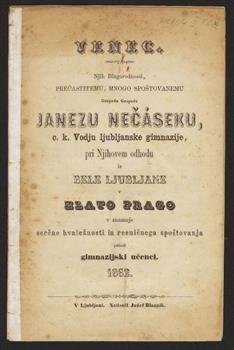 VENEC,
Njih Blagorodnosti,
PREČASTITEMU, MNOGO SPOŠTOVANEMU
Gospodu Gospodu
JANEZU NEČÁSEKU,
c. k. Vodju ljubljanske gimnazije,
pri Njihovem odhodu
iz
BELE LJUBLJANE
v
ZLATO PRAGO
v znamnje
serčne hvaležnosti in resničnega spoštovanja
gimnazijski učenci.
1862.
V Ljubljani. Natisnil Jožef Blaznik.